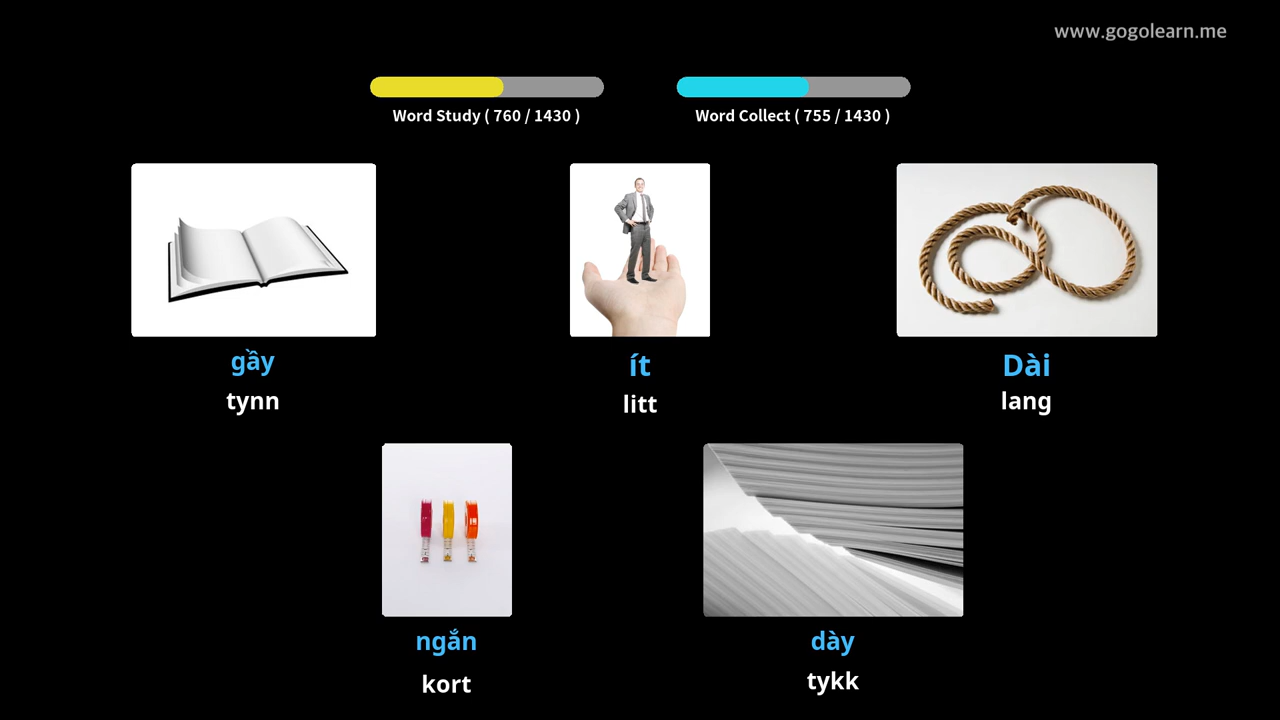 www.gogolearn.me
Word Study ( 760 / 1430 )
Word Collect ( 755 / 1430 )
gầy
tynn
ít
litt
Dài
lang
ngắn
kort
dày
tykk